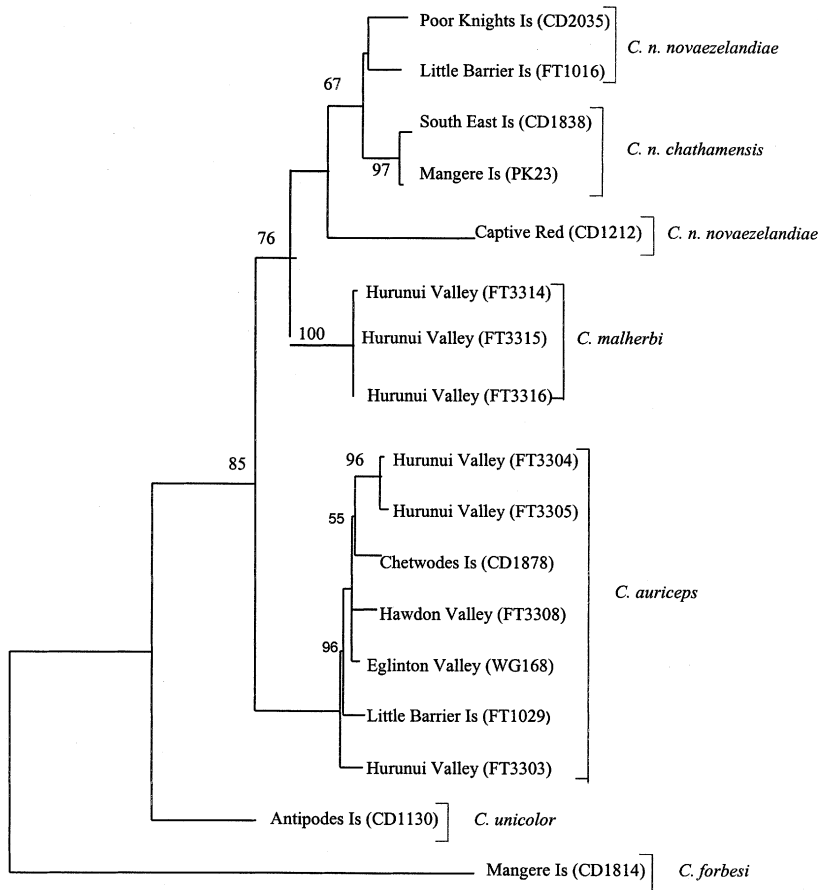 Poor Knights Is (CD2035)
C. n. novaezelandiae
Little Barrier Is (FT1016)
67
South East Is (CD1838)
C. n. chathamensis
97
Mangere Is (PK23)
76
Captive Red (CD1212)
C. n. novaezelandiae
Hurunui Valley (FT3314)
100
Hurunui Valley (FT3315)
C. malherbi
Hurunui Valley (FT3316)
85
96
Hurunui Valley (FT3304)
55
Hurunui Valley (FT3305)
Chetwodes Is (CD1878)
C. auriceps
Hawdon Valley (FT3308)
96
Eglinton Valley (WG168)
Little Barrier Is (FT1029)
Hurunui Valley (FT3303)
Antipodes Is (CD1130)
C. unicolor
Mangere Is (CD1814)
C. forbesi